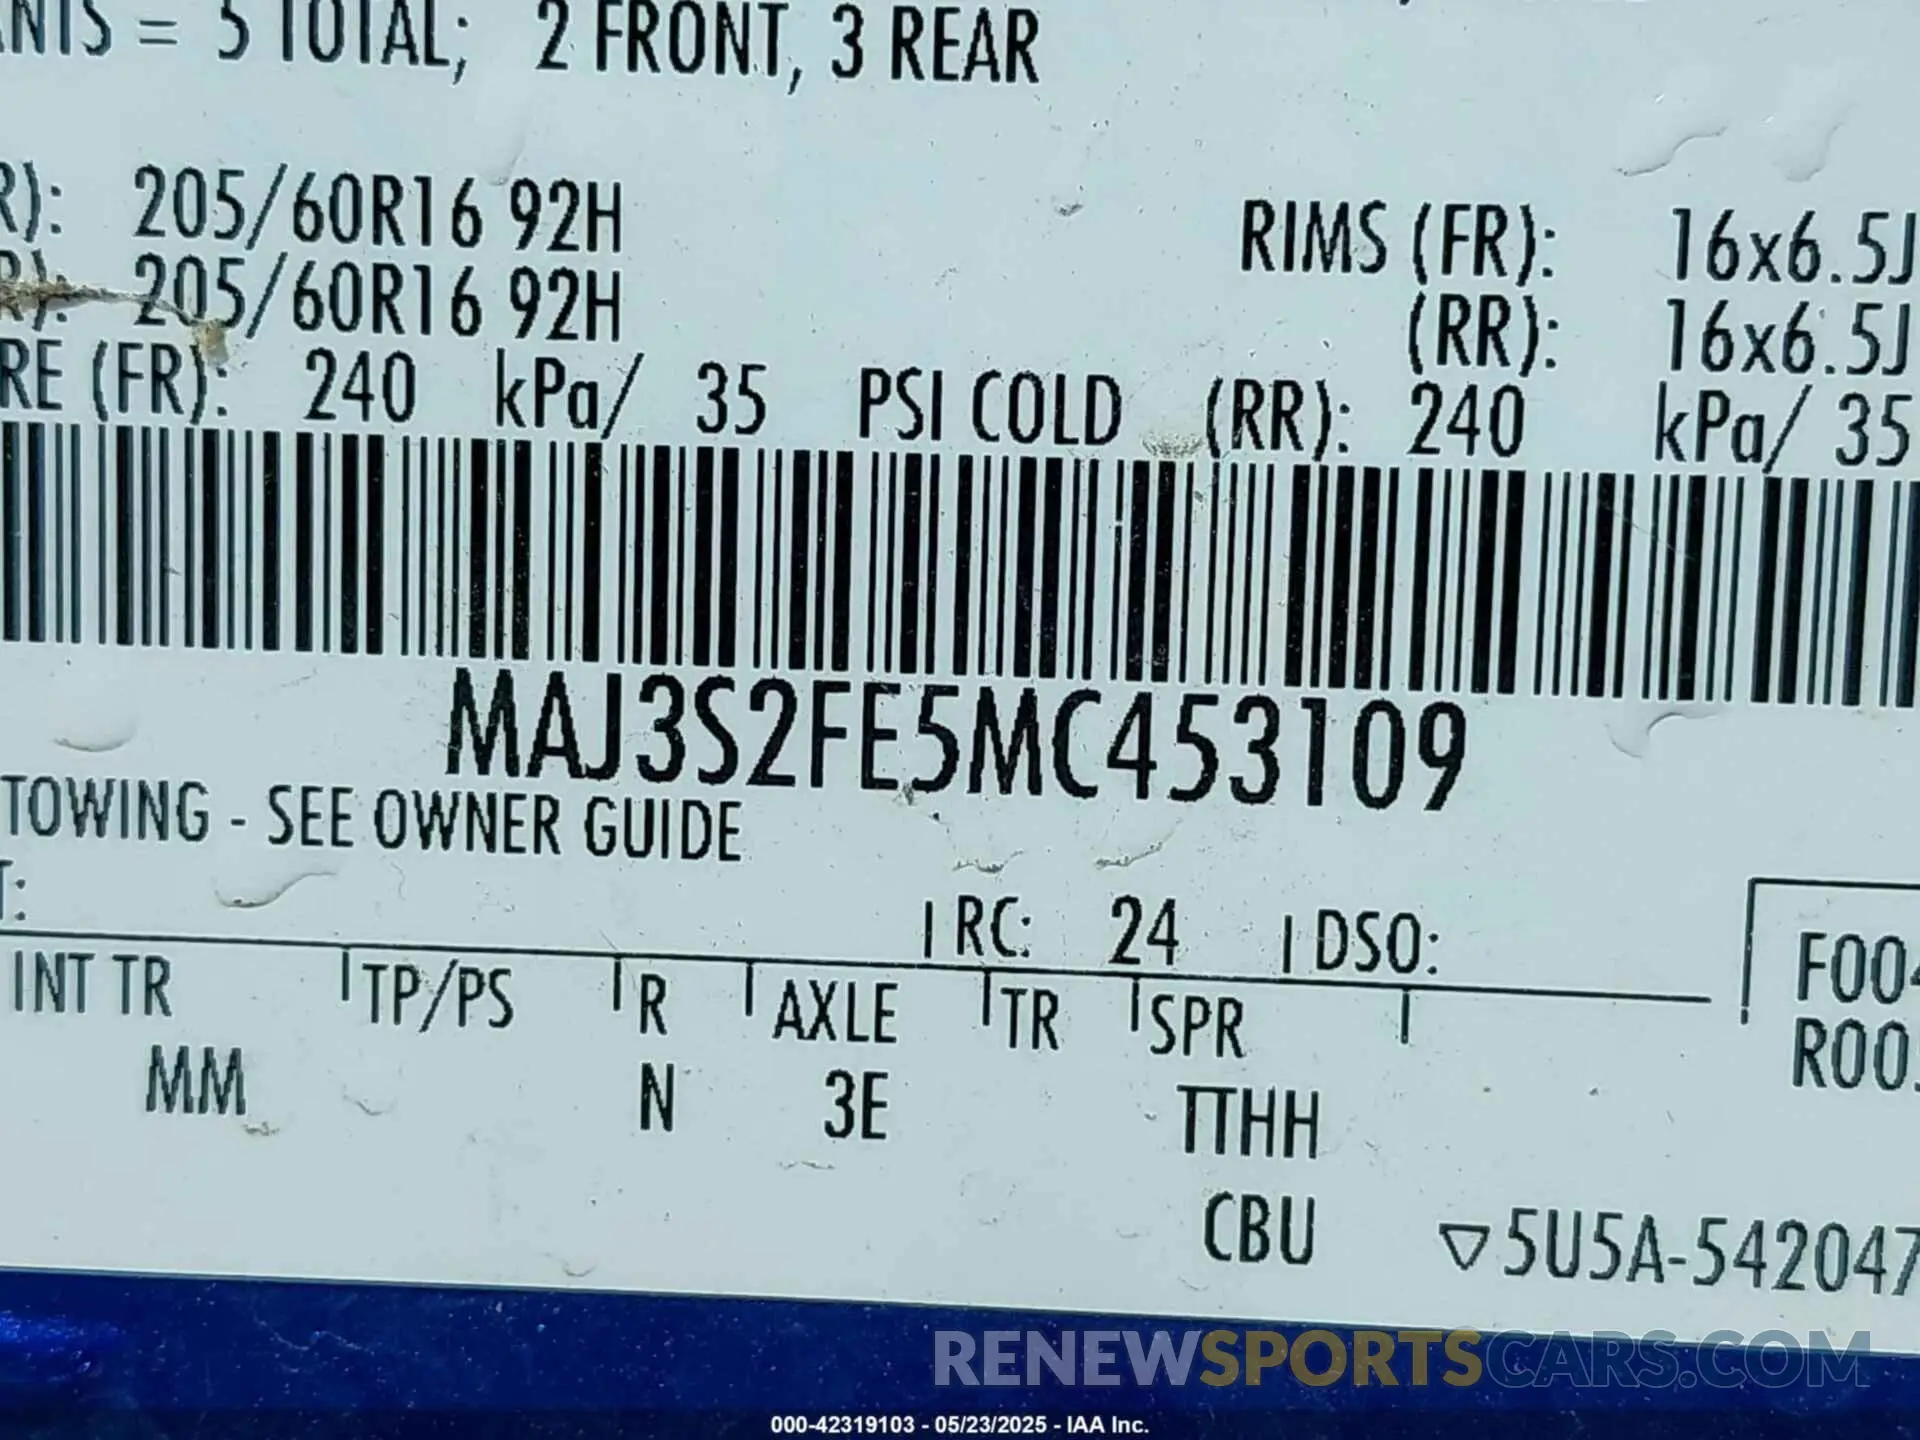 = 5 TOTAL; 2 FRONT, 3 REAR
205/60R16 92H RIMS (FR): 16x6.5J
205/60R16 92H (RR): 16x6.5J
(FR): 240 kPa/ 35 PSI COLD (RR): 240 kPa/ 35
MAJ3S2FE5MC453109
TOWING - SEE OWNER GUIDE
RC: 24 DSO:
INT TR TP/PS R AXLE TR SPR
MM N 3E TTHH
CBU
▽5U5A-542047
RENEWSPORTSCARS.COM
000-42319103 - 05/23/2025 - IAA Inc.